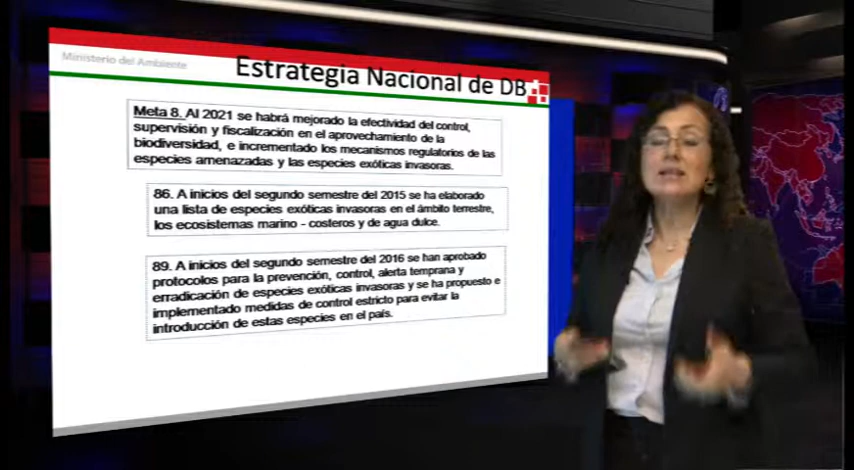 Ministerio del Ambiente
Estrategia Nacional de DB
Meta 8. Al 2021 se habrá mejorado la efectividad del control,
supervisión y fiscalización en el aprovechamiento de la
biodiversidad, e incrementado los mecanismos regulatorios de las
especies amenazadas y las especies exóticas invasoras.
86. A inicios del segundo semestre del 2015 se ha elaborado
una lista de especies exóticas invasoras en el ámbito terrestre,
los ecosistemas marino - costeros y de agua dulce.
89. A inicios del segundo semestre del 2016 se han aprobado
protocolos para la prevención, control, alerta temprana y
erradicación de especies exóticas invasoras y se ha propuesto e
implementado medidas de control estricto para evitar la
introducción de estas especies en el país.